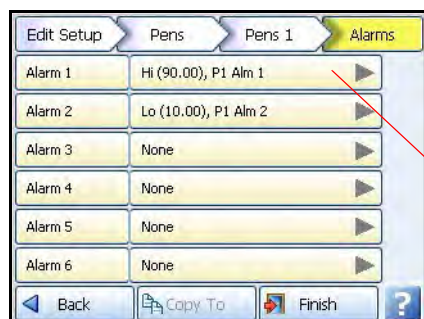 Edit Setup Pens Pens 1 Alarms
Alarm 1 Hi (90.00), P1 Alm 1
Alarm 2 Lo (10.00), P1 Alm 2
Alarm 3 None
Alarm 4 None
Alarm 5 None
Alarm 6 None
Back Copy To Finish ?